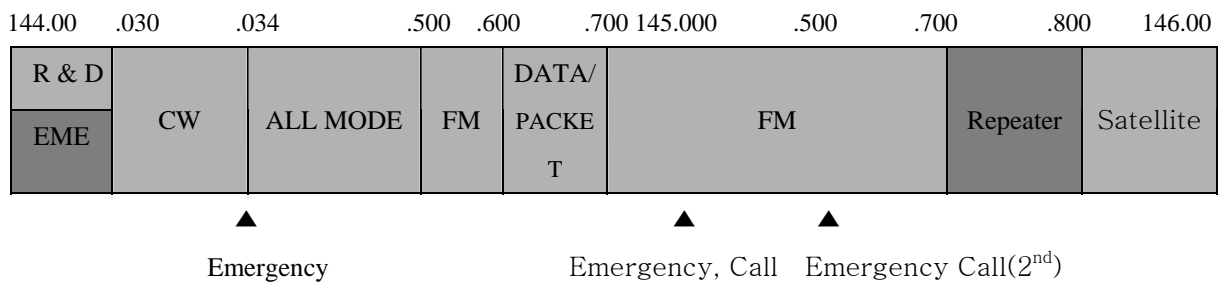 144.00 .030 .034 .500 .600 .700 145.000 .500 .700 .800 146.00
R & D
EME
CW
ALL MODE
FM
DATA/
PACKE
T
FM
Repeater
Satellite
▲ ▲ ▲
Emergency Emergency, Call Emergency Call(2nd)